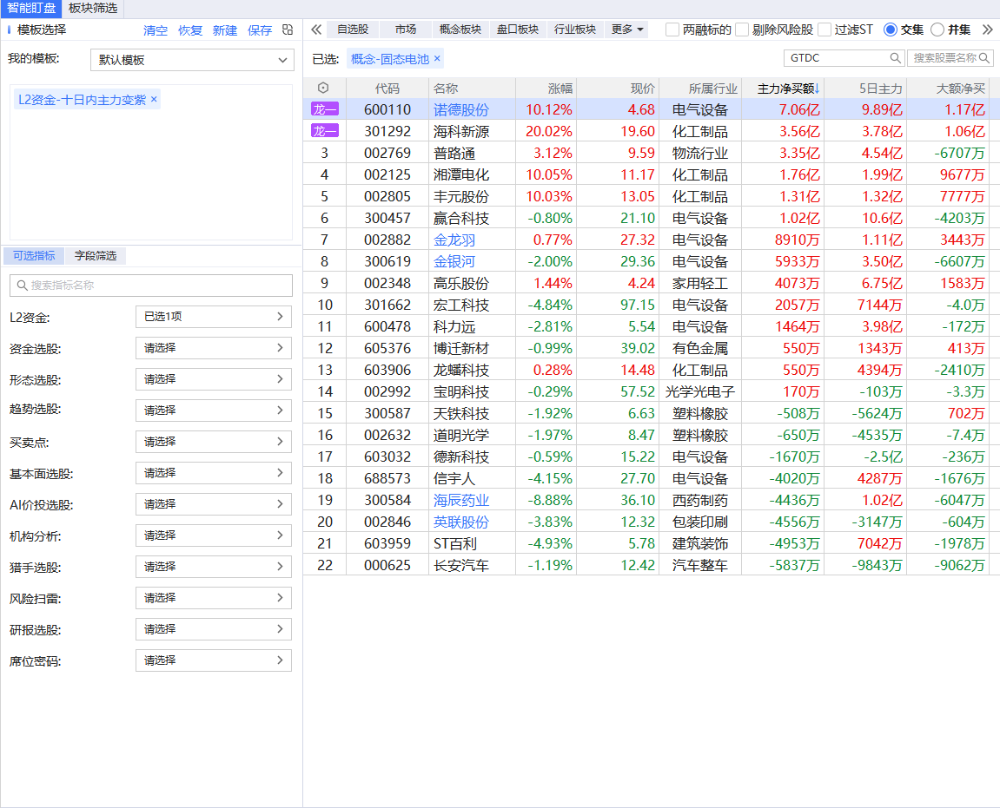 智能盯盘 板块筛选
模板选择 清空 恢复 新建 保存
我的模板: 默认模板
L2资金-十日内主力变紫 ×
可选指标 字段筛选
搜索指标名称
L2资金: 已选1项
资金选股: 请选择
形态选股: 请选择
趋势选股: 请选择
买卖点: 请选择
基本面选股: 请选择
AI价投选股: 请选择
机构分析: 请选择
猎手选股: 请选择
风险扫雷: 请选择
研报选股: 请选择
席位密码: 请选择
自选股 市场 概念板块 盘口板块 行业板块 更多 两融标的 剔除风险股 过滤ST 交集 并集
已选: 概念-固态电池 × GTDC 搜索股票名称
代码 名称 涨幅 现价 所属行业 主力净买额↓ 5日主力 大额净买
龙一 600110 诺德股份 10.12% 4.68 电气设备 7.06亿 9.89亿 1.17亿
龙一 301292 海科新源 20.02% 19.60 化工制品 3.56亿 3.78亿 1.06亿
3 002769 普路通 3.12% 9.59 物流行业 3.35亿 4.54亿 -6707万
4 002125 湘潭电化 10.05% 11.17 化工制品 1.76亿 1.99亿 9677万
5 002805 丰元股份 10.03% 13.05 化工制品 1.31亿 1.32亿 7777万
6 300457 赢合科技 -0.80% 21.10 电气设备 1.02亿 10.6亿 -4203万
7 002882 金龙羽 0.77% 27.32 电气设备 8910万 1.11亿 3443万
8 300619 金银河 -2.00% 29.36 电气设备 5933万 3.50亿 -6607万
9 002348 高乐股份 1.44% 4.24 家用轻工 4073万 6.75亿 1583万
10 301662 宏工科技 -4.84% 97.15 电气设备 2057万 7144万 -4.0万
11 600478 科力远 -2.81% 5.54 电气设备 1464万 3.98亿 -172万
12 605376 博迁新材 -0.99% 39.02 有色金属 550万 1343万 413万
13 603906 龙蟠科技 0.28% 14.48 化工制品 550万 4394万 -2410万
14 002992 宝明科技 -0.29% 57.52 光学光电子 170万 -103万 -3.3万
15 300587 天铁科技 -1.92% 6.63 塑料橡胶 -508万 -5624万 702万
16 002632 道明光学 -1.97% 8.47 塑料橡胶 -650万 -4535万 -7.4万
17 603032 德新科技 -0.59% 15.22 电气设备 -1670万 -2.5亿 -236万
18 688573 信宇人 -4.15% 27.70 电气设备 -4020万 4287万 -1676万
19 300584 海辰药业 -8.88% 36.10 西药制药 -4436万 1.02亿 -6047万
20 002846 英联股份 -3.83% 12.32 包装印刷 -4556万 -3147万 -604万
21 603959 ST百利 -4.93% 5.78 建筑装饰 -4953万 7042万 -1978万
22 000625 长安汽车 -1.19% 12.42 汽车整车 -5837万 -9843万 -9062万